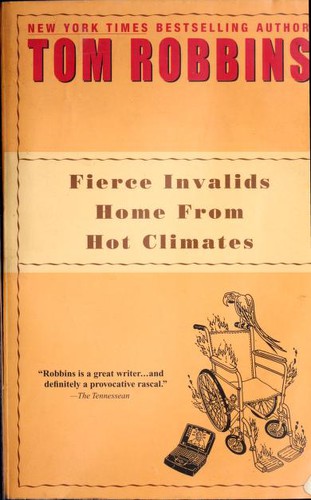 NEW YORK TIMES BESTSELLING AUTHOR
TOM ROBBINS
Fierce Invalids
Home From
Hot Climates
“Robbins is a great writer...and
definitely a provocative rascal.”
—The Tennessean